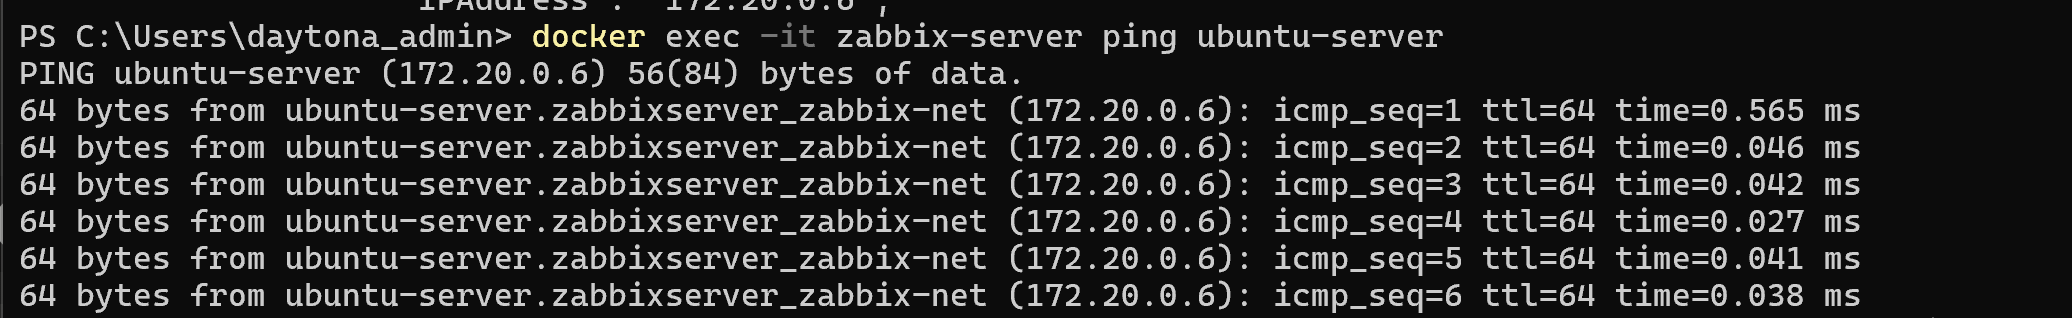 IPAddress : "172.20.0.6",
PS C:\Users\daytona_admin> docker exec -it zabbix-server ping ubuntu-server
PING ubuntu-server (172.20.0.6) 56(84) bytes of data.
64 bytes from ubuntu-server.zabbixserver_zabbix-net (172.20.0.6): icmp_seq=1 ttl=64 time=0.565 ms
64 bytes from ubuntu-server.zabbixserver_zabbix-net (172.20.0.6): icmp_seq=2 ttl=64 time=0.046 ms
64 bytes from ubuntu-server.zabbixserver_zabbix-net (172.20.0.6): icmp_seq=3 ttl=64 time=0.042 ms
64 bytes from ubuntu-server.zabbixserver_zabbix-net (172.20.0.6): icmp_seq=4 ttl=64 time=0.027 ms
64 bytes from ubuntu-server.zabbixserver_zabbix-net (172.20.0.6): icmp_seq=5 ttl=64 time=0.041 ms
64 bytes from ubuntu-server.zabbixserver_zabbix-net (172.20.0.6): icmp_seq=6 ttl=64 time=0.038 ms